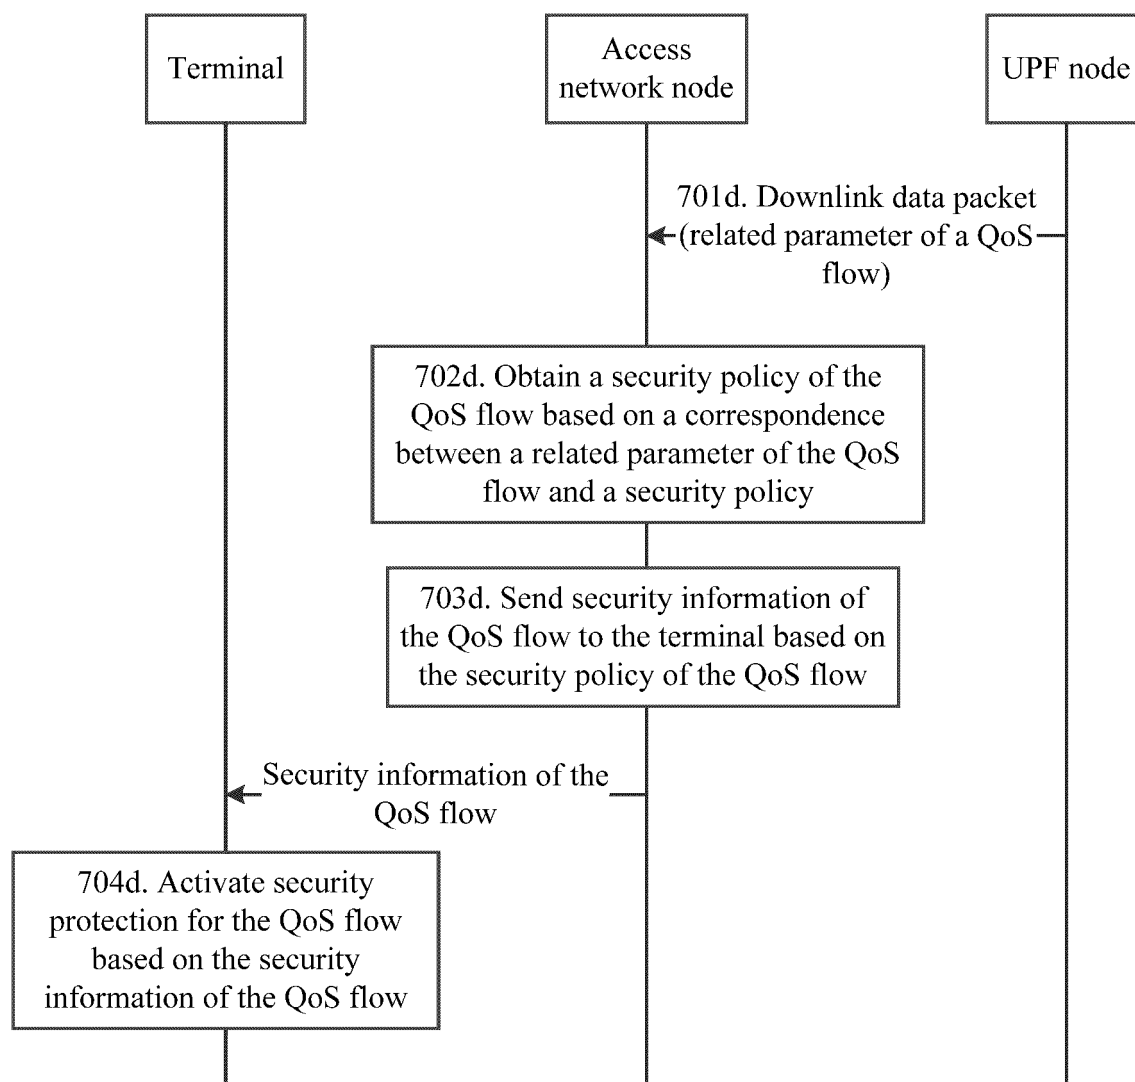 Terminal
Access
network node
UPF node
701d. Downlink data packet
(related parameter of a QoS
flow)
702d. Obtain a security policy of the
QoS flow based on a correspondence
between a related parameter of the QoS
flow and a security policy
703d. Send security information of
the QoS flow to the terminal based on
the security policy of the QoS flow
Security information of the
QoS flow
704d. Activate security
protection for the QoS flow
based on the security
information of the QoS flow